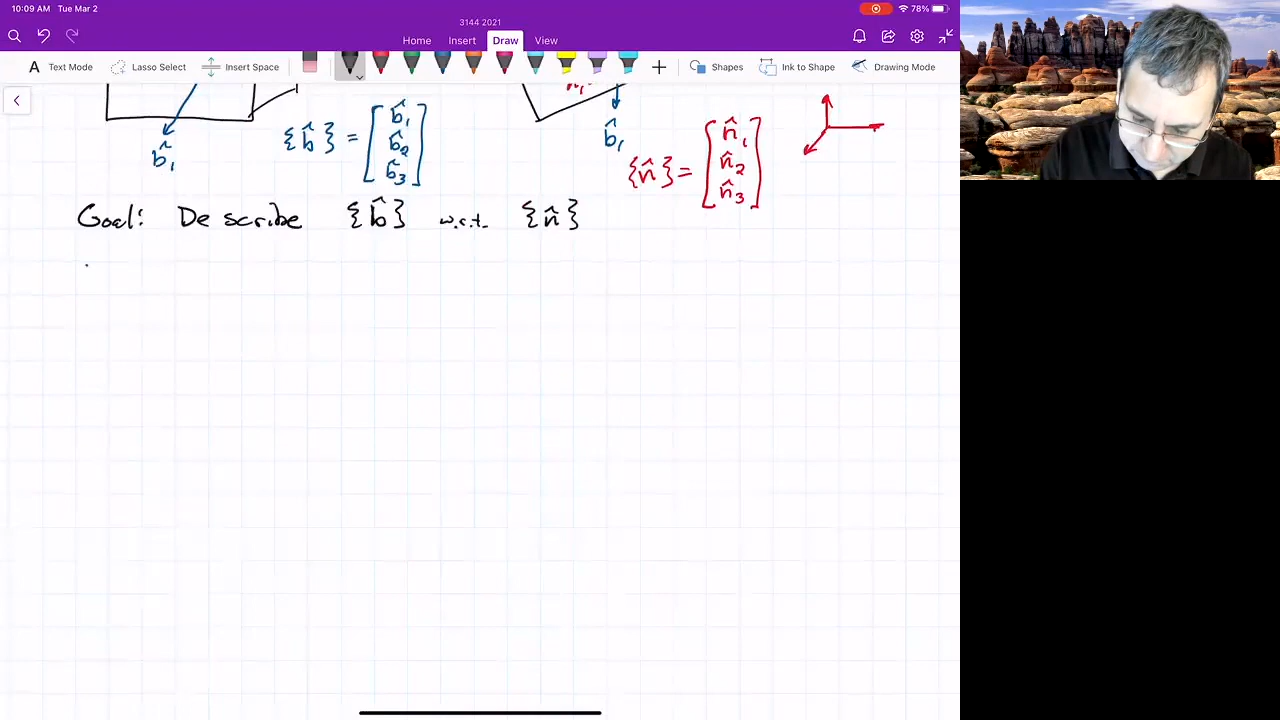 10:09 AM Tue Mar 2
78%
3144 2021
Home Insert Draw View
Text Mode Lasso Select Insert Space Shapes Ink to Shape Drawing Mode
b̂₁
{b̂} = [b̂₁ b̂₂ b̂₃]
n̂₁
b̂₁
{n̂} = [n̂₁ n̂₂ n̂₃]
Goal: Describe {b̂} w.r.t. {n̂}